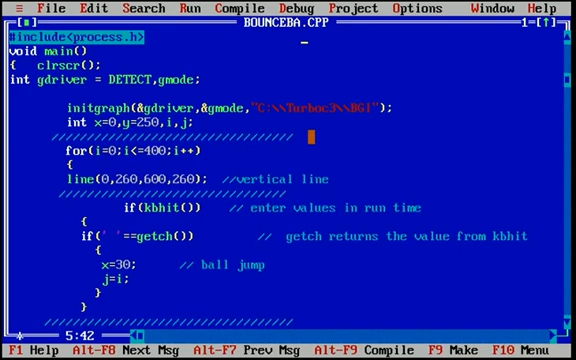 ≡ File Edit Search Run Compile Debug Project Options Window Help
[■] BOUNCEBA.CPP 1=[↑]
#include<process.h>
void main()
{ clrscr();
int gdriver = DETECT,gmode;
initgraph(&gdriver,&gmode,"C:\\Turboc3\\BGI");
int x=0,y=250,i,j;
//////////////////////////////////
for(i=0;i<=400;i++)
{
line(0,260,600,260); //vertical line
////////////////////////////////
if(kbhit()) // enter values in run time
{
if(' '==getch()) // getch returns the value from kbhit
{
x=30; // ball jump
j=i;
}
}
///////////////////////////////////
* 5:42
F1 Help Alt-F8 Next Msg Alt-F7 Prev Msg Alt-F9 Compile F9 Make F10 Menu